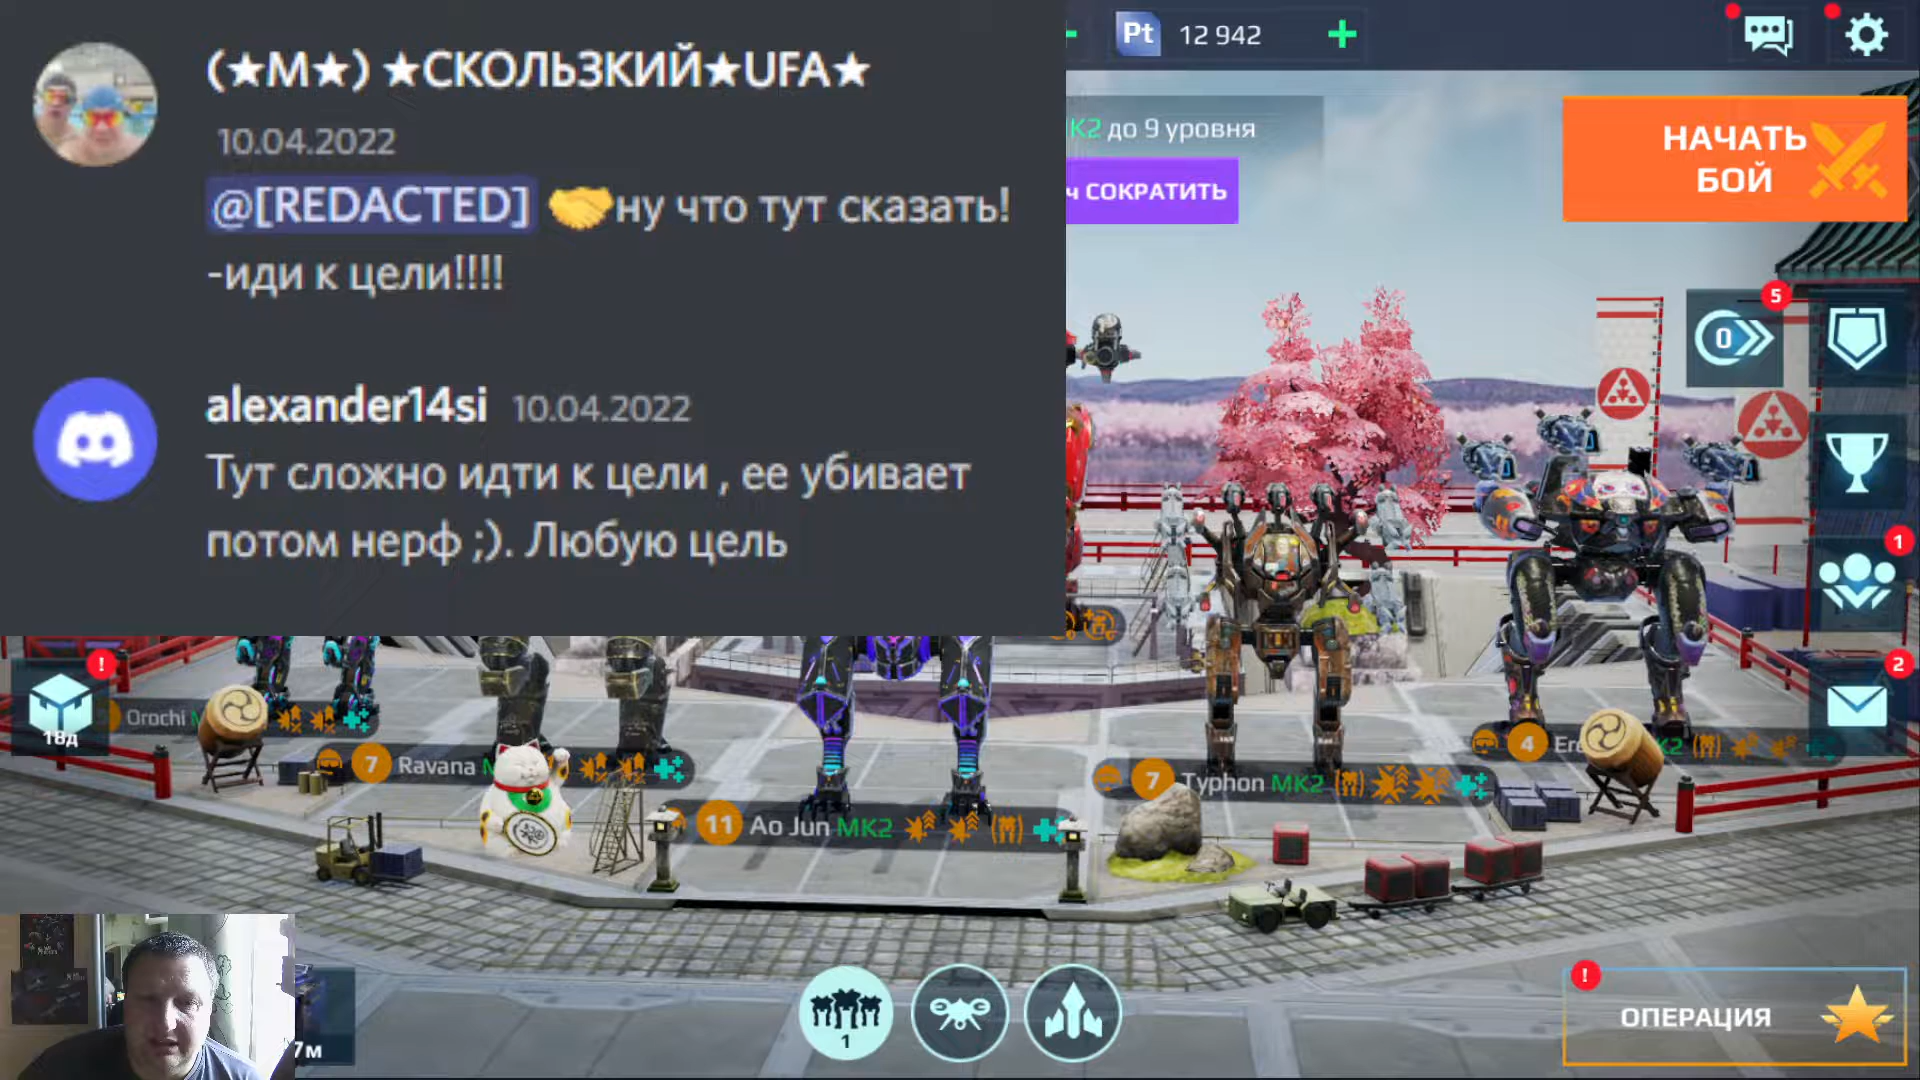 (★М★) ★СКОЛЬЗКИЙ★UFA★
10.04.2022
@[REDACTED] 🤝ну что тут сказать!
-иди к цели!!!!
alexander14si 10.04.2022
Тут сложно идти к цели , ее убивает
потом нерф ;). Любую цель
Pt 12 942
K2 до 9 уровня
ч СОКРАТИТЬ
НАЧАТЬ
БОЙ
5
0
1
2
!
18д
Orochi
7 Ravana
11 Ao Jun MK2
7 Typhon MK2
4
1
7м
!
ОПЕРАЦИЯ